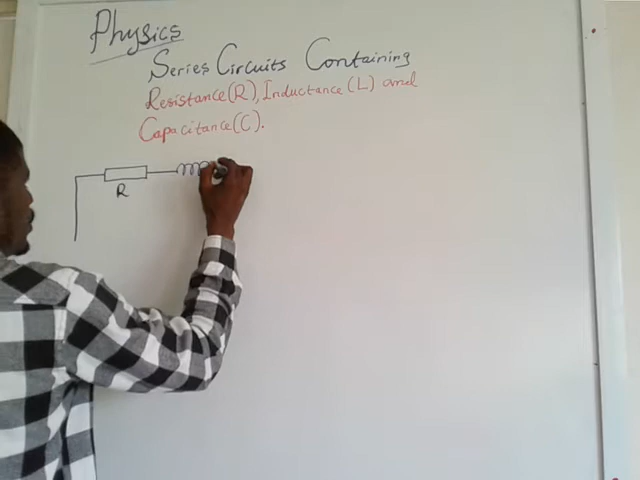 Physics
Series Circuits Containing
Resistance(R), Inductance (L) and
Capacitance(C).
R